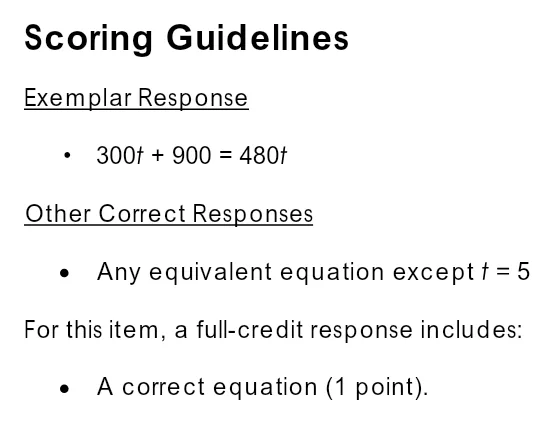 Scoring Guidelines
Exemplar Response
• 300t + 900 = 480t
Other Correct Responses
• Any equivalent equation except t = 5
For this item, a full-credit response includes:
• A correct equation (1 point).